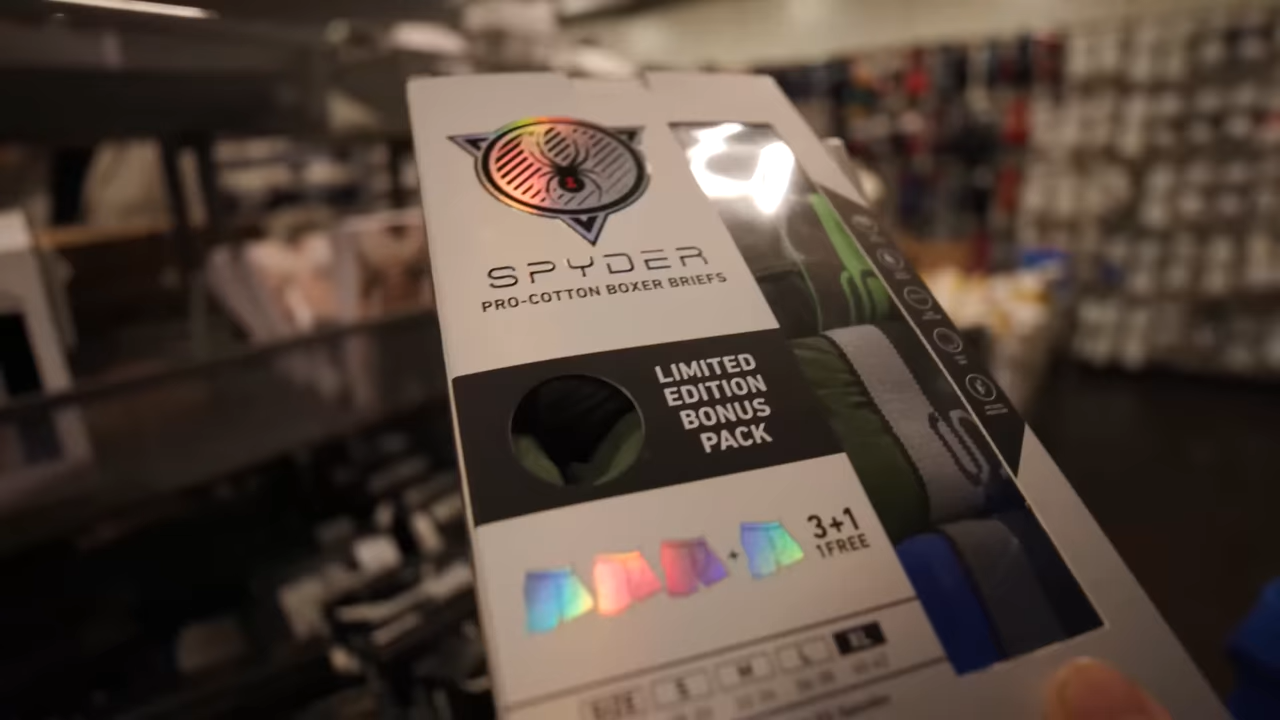 SPYDER
PRO-COTTON BOXER BRIEFS
LIMITED
EDITION
BONUS
PACK
3+1
1FREE
SIZE S M L XL